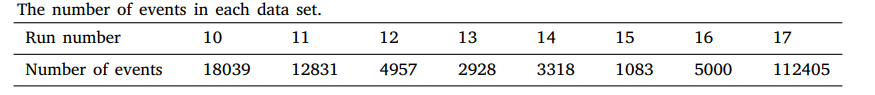 The number of events in each data set.
Run number 10 11 12 13 14 15 16 17
Number of events 18039 12831 4957 2928 3318 1083 5000 112405